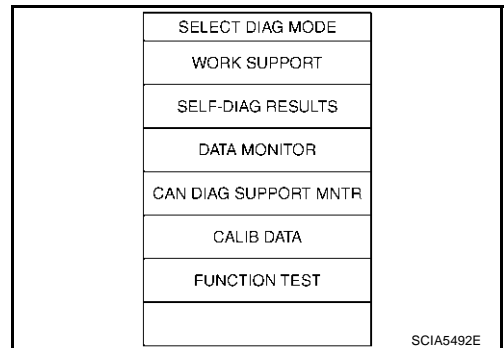 SELECT DIAG MODE
WORK SUPPORT
SELF-DIAG RESULTS
DATA MONITOR
CAN DIAG SUPPORT MNTR
CALIB DATA
FUNCTION TEST
SCIA5492E